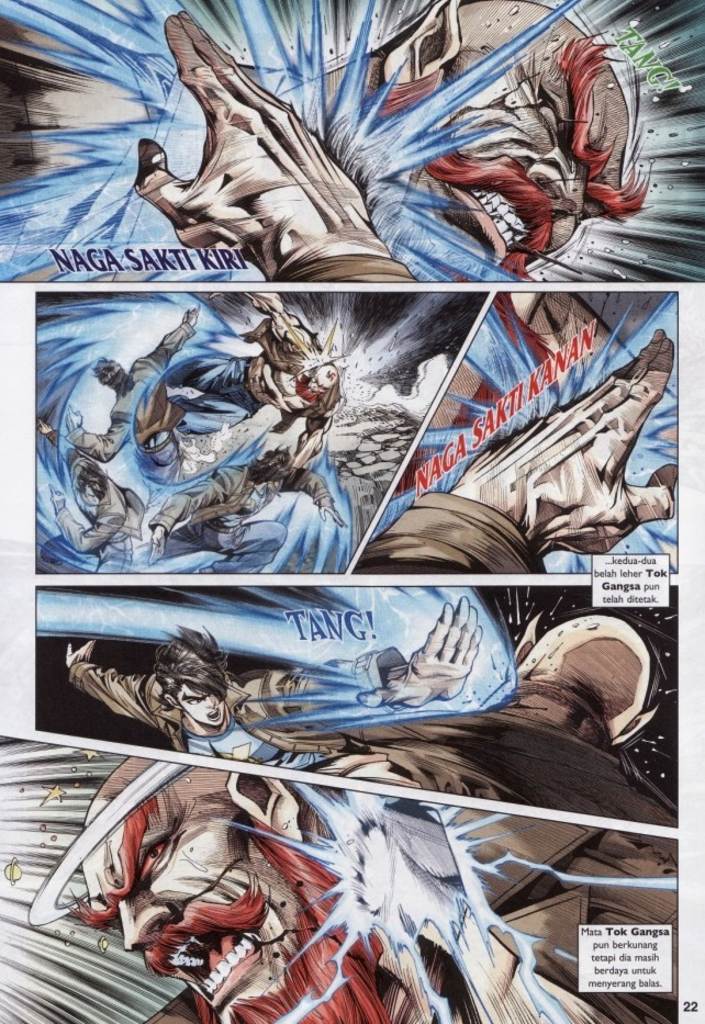 TANG!
NAGA SAKTI KIRI
NAGA SAKTI KANAN
...kedua-dua
belah leher Tok
Gangsa pun
telah ditetak.
TANG!
Mata Tok Gangsa
pun berkunang
tetapi dia masih
berdaya untuk
menyerang balas.
22